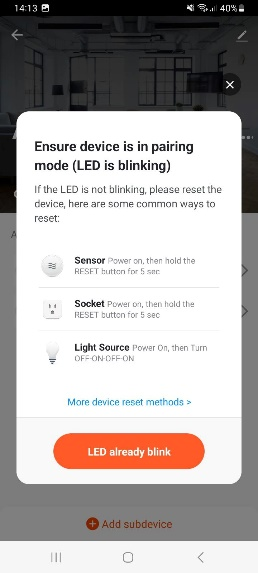 14:13
40%
Ensure device is in pairing
mode (LED is blinking)
If the LED is not blinking, please reset the
device, here are some common ways to
reset:
Sensor Power on, then hold the
RESET button for 5 sec
Socket Power on, then hold the
RESET button for 5 sec
Light Source Power On, then Turn
OFF-ON-OFF-ON
More device reset methods >
LED already blink
Add subdevice